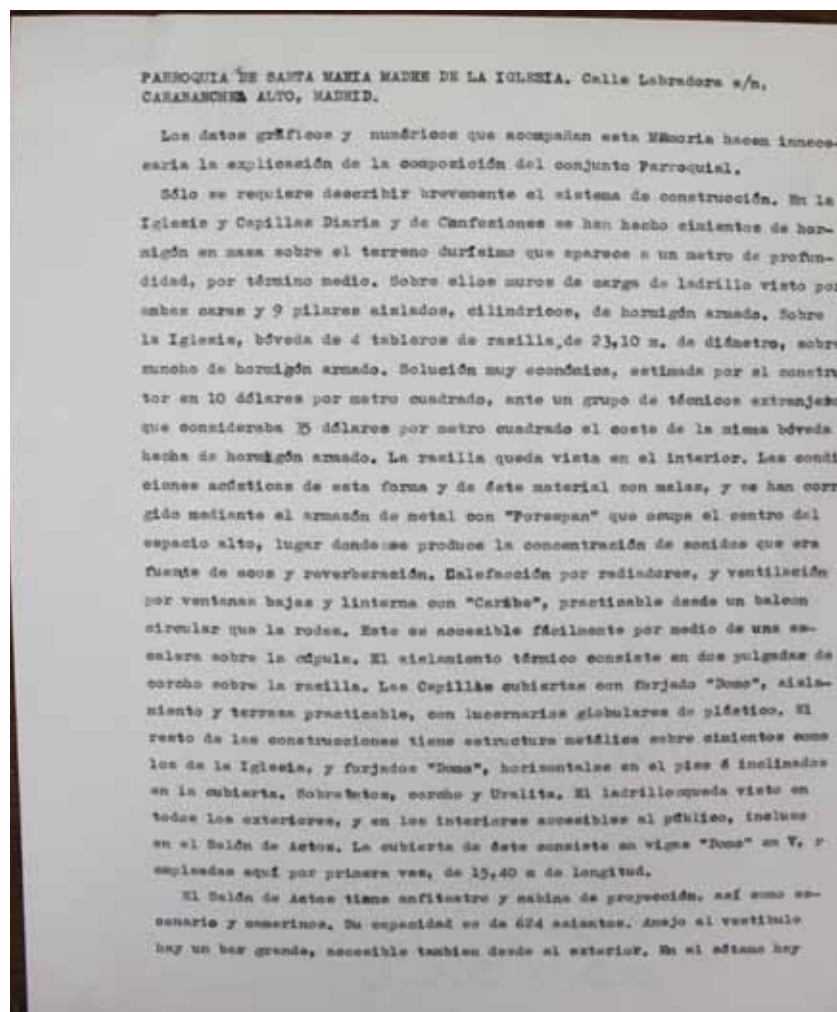 PARROQUIA DE SANTA MARIA MADRE DE LA IGLESIA. Calle Labradora s/n,
CARABANCHEL ALTO, MADRID.
Los datos gráficos y numéricos que acompañan esta Memoria hacen innece-
saria la explicación de la composición del conjunto Parroquial.
Sólo se requiere describir brevemente el sistema de construcción. En la
Iglesia y Capillas Diaria y de Confesiones se han hecho cimientos de hor-
migón en masa sobre el terreno durísimo que aparece a un metro de profun-
didad, por término medio. Sobre ellos muros de carga de ladrillo visto por
ambas caras y 9 pilares aislados, cilíndricos, de hormigón armado. Sobre
la Iglesia, bóveda de 4 tableros de rasilla, de 23,10 m. de diámetro, sobre
zuncho de hormigón armado. Solución muy económica, estimada por el constru
tor en 10 dólares por metro cuadrado, ante un grupo de técnicos extranjero
que consideraba 35 dólares por metro cuadrado el coste de la misma bóveda
hecha de hormigón armado. La rasilla queda vista en el interior. Las condi
ciones acústicas de esta forma y de éste material son malas, y se han corr
gido mediante el armasón de metal con "Porespan" que ocupa el centro del
espacio alto, lugar donde se produce la concentración de sonidos que era
fuente de ecos y reverberación. Calefacción por radiadores, y ventilación
por ventanas bajas y linterna con "Caribe", practicable desde un balcon
circular que la rodea. Este es accesible fácilmente por medio de una es-
calera sobre la cúpula. El aislamiento térmico consiste en dos pulgadas de
corcho sobre la rasilla. Las Capillas cubiertas con forjado "Domo", aisla-
miento y terraza practicable, con lucernarios globulares de plástico. El
resto de las construcciones tiene estructura metálica sobre cimientos como
los de la Iglesia, y forjados "Domo", horizontales en el piso ó inclinados
en la cubierta. Sobre estos, corcho y Uralita. El ladrillo queda visto en
todos los exteriores, y en los interiores accesibles al público, incluso
en el Salón de Actos. La cubierta de éste consiste en vigas "Domo" en V,
empleadas aquí por primera vez, de 15,40 m de longitud.
El Salón de Actos tiene anfiteatro y cabina de proyección, así como es-
cenario y camerinos. Su capacidad es de 624 asientos. Anejo al vestíbulo
hay un bar grande, accesible tambien desde el exterior. En el sótano hay